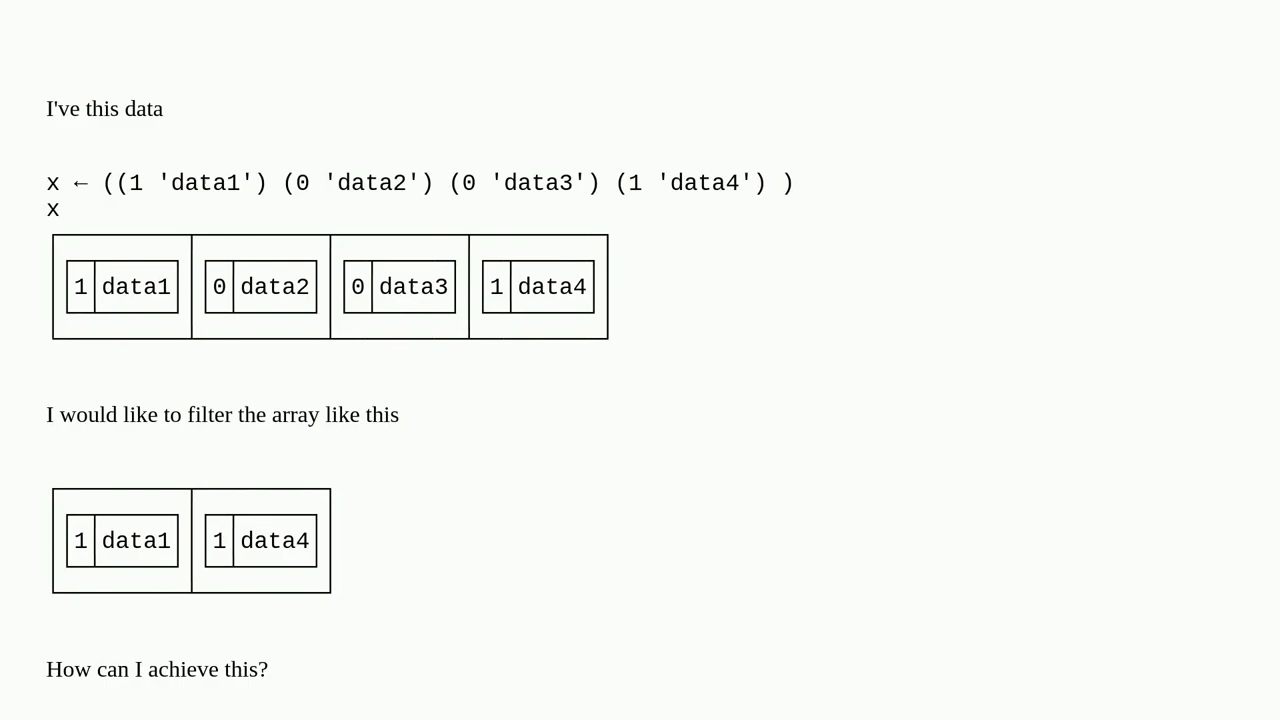 I've this data
x ← ((1 'data1') (0 'data2') (0 'data3') (1 'data4') )
x
1 data1 0 data2 0 data3 1 data4
I would like to filter the array like this
1 data1 1 data4
How can I achieve this?